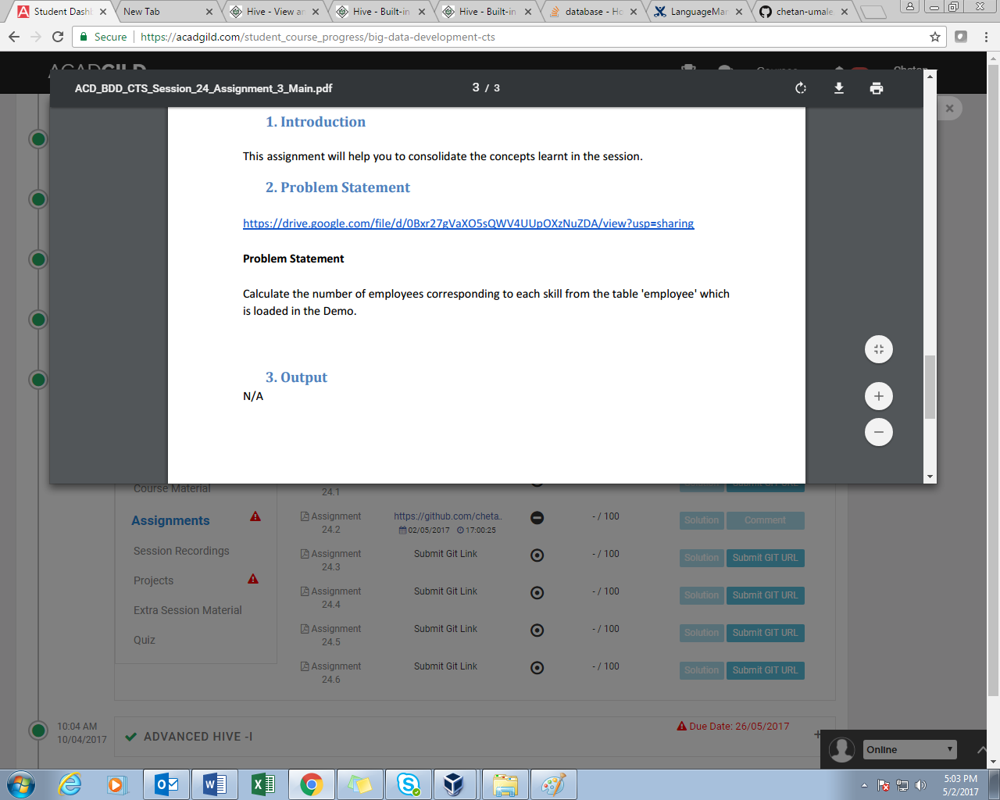 Student Dashb
New Tab
Hive - View ar
Hive - Built-in
Hive - Built-in
database - Ho
LanguageMan
chetan-umale
Secure
https://acadgild.com/student_course_progress/big-data-development-cts
ACADGILD
Courses
Chetan
ACD_BDD_CTS_Session_24_Assignment_3_Main.pdf
3 / 3
1. Introduction
This assignment will help you to consolidate the concepts learnt in the session.
2. Problem Statement
https://drive.google.com/file/d/0Bxr27gVaXO5sQWV4UUpOXzNuZDA/view?usp=sharing
Problem Statement
Calculate the number of employees corresponding to each skill from the table 'employee' which
is loaded in the Demo.
3. Output
N/A
Course Material
Assignments
Session Recordings
Projects
Extra Session Material
Quiz
24.1
Submit GIT URL
Assignment
24.2
https://github.com/cheta..
02/05/2017 17:00:25
- / 100
Solution
Comment
Assignment
24.3
Submit Git Link
- / 100
Solution
Submit GIT URL
Assignment
24.4
Submit Git Link
- / 100
Solution
Submit GIT URL
Assignment
24.5
Submit Git Link
- / 100
Solution
Submit GIT URL
Assignment
24.6
Submit Git Link
- / 100
Solution
Submit GIT URL
10:04 AM
10/04/2017
ADVANCED HIVE -I
Due Date: 26/05/2017
Online
5:03 PM
5/2/2017